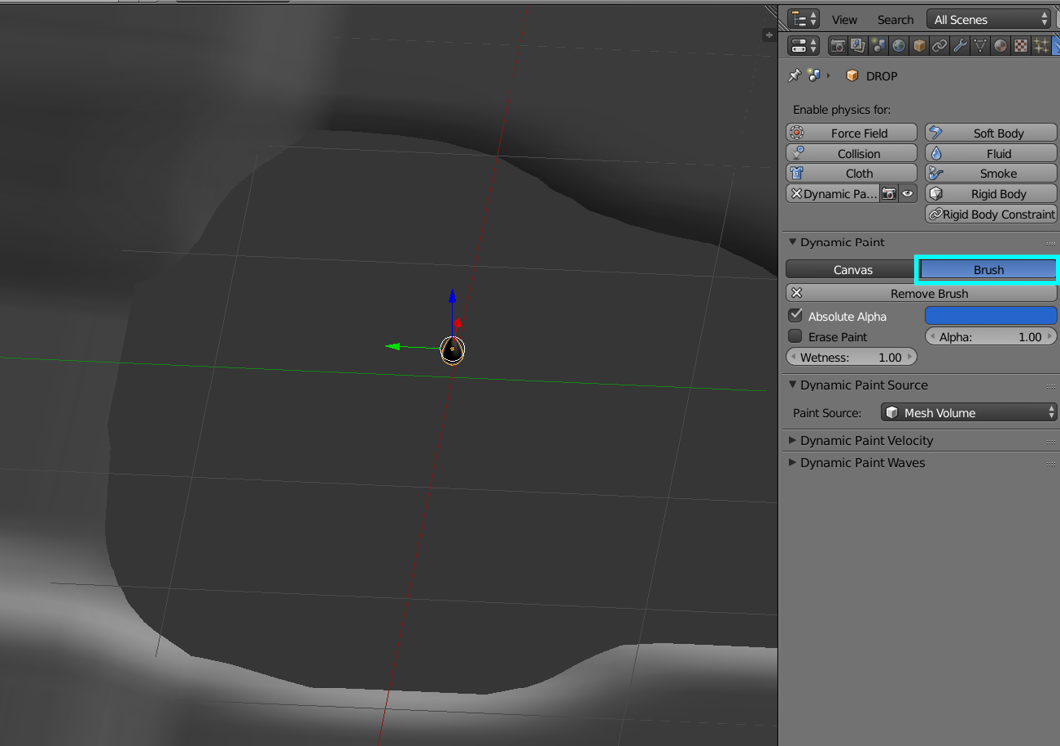 View Search All Scenes
DROP
Enable physics for:
Force Field Soft Body
Collision Fluid
Cloth Smoke
Dynamic Pa... Rigid Body
Rigid Body Constraint
Dynamic Paint
Canvas Brush
Remove Brush
Absolute Alpha
Erase Paint Alpha: 1.00
Wetness: 1.00
Dynamic Paint Source
Paint Source: Mesh Volume
Dynamic Paint Velocity
Dynamic Paint Waves